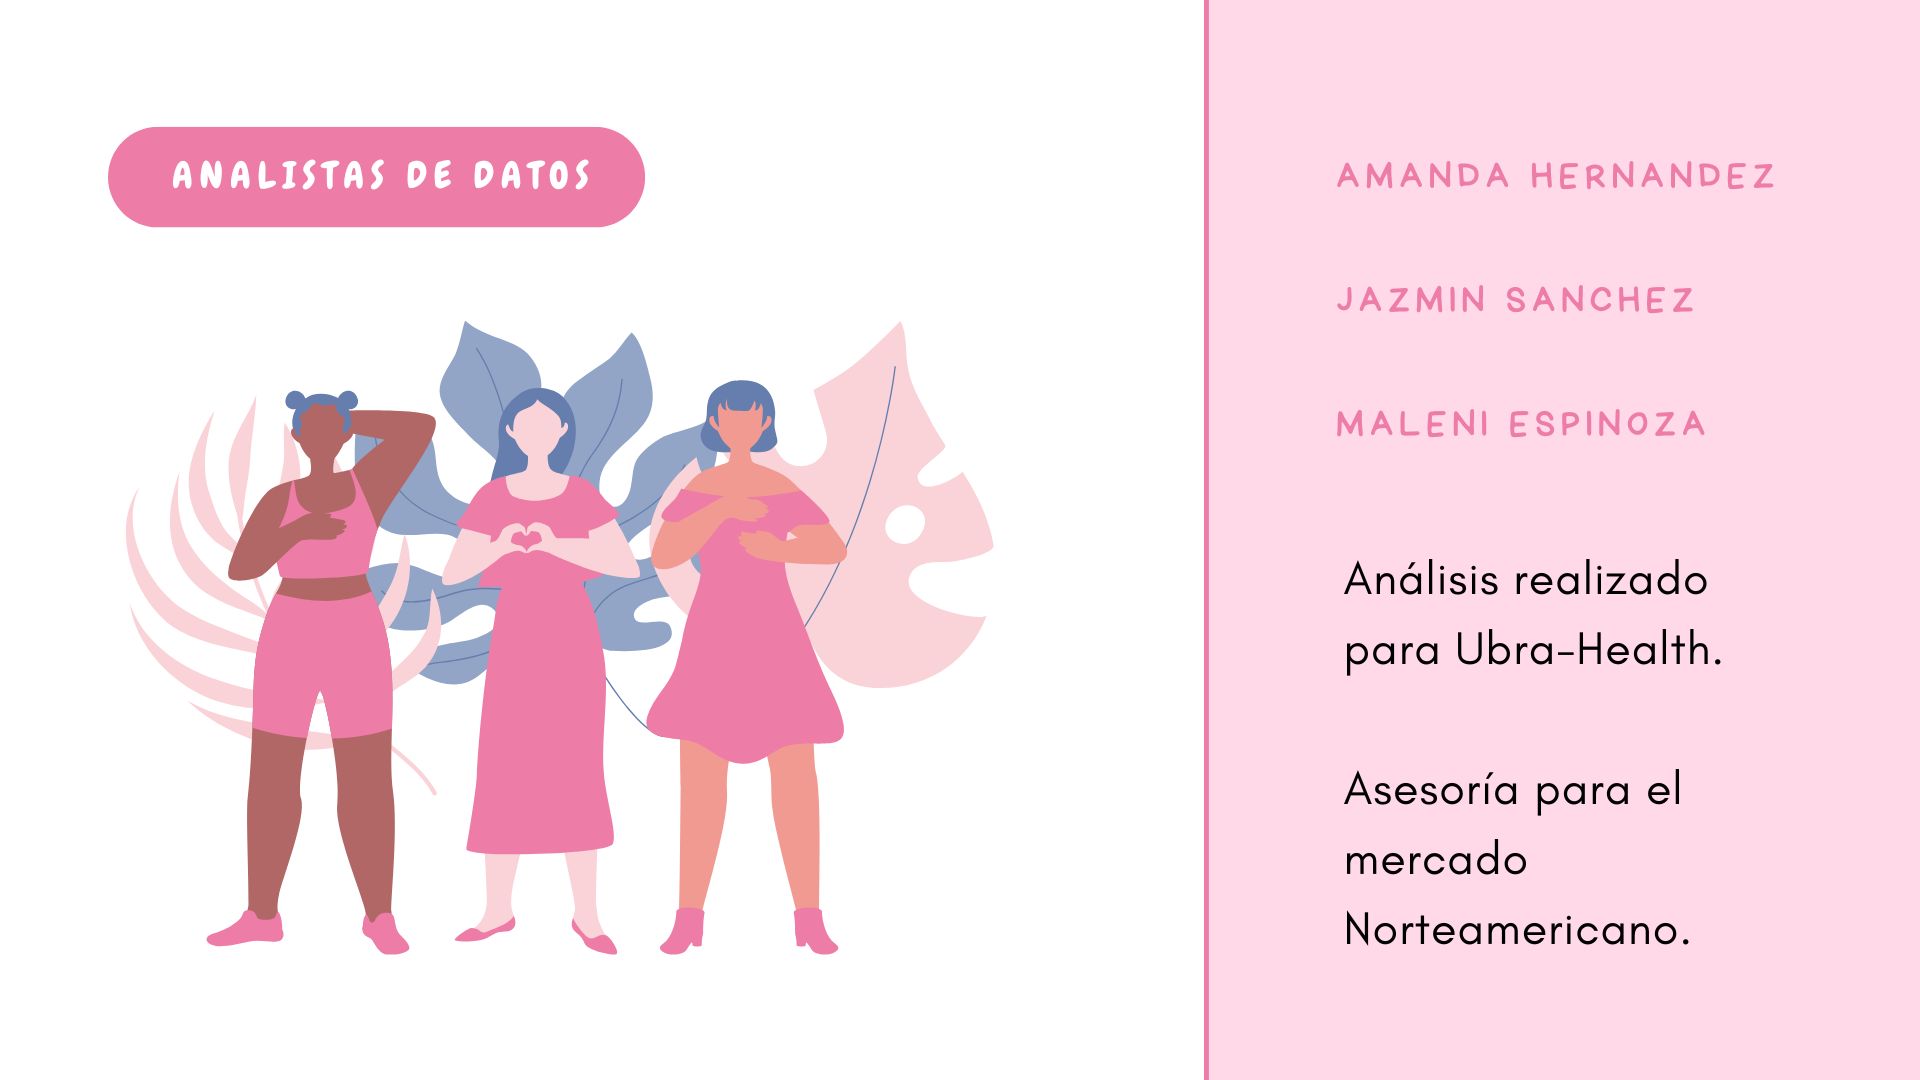 ANALISTAS DE DATOS
AMANDA HERNANDEZ
JAZMIN SANCHEZ
MALENI ESPINOZA
Análisis realizado
para Ubra-Health.
Asesoría para el
mercado
Norteamericano.